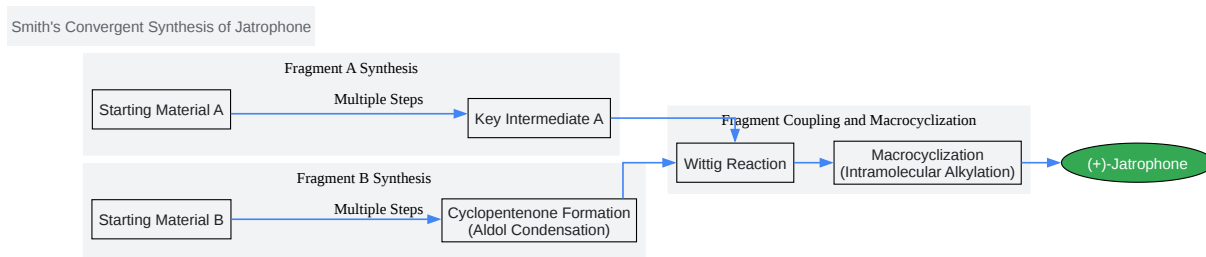 Smith's Convergent Synthesis of Jatrophone
Fragment A Synthesis
Starting Material A
Multiple Steps
Key Intermediate A
Fragment B Synthesis
Starting Material B
Multiple Steps
Cyclopentenone Formation
(Aldol Condensation)
Fragment Coupling and Macrocyclization
Wittig Reaction
Macrocyclization
(Intramolecular Alkylation)
(+)-Jatrophone